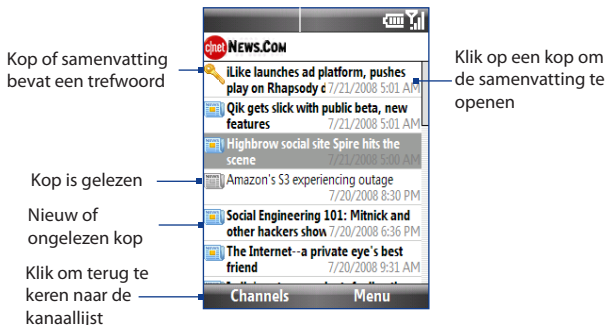 c|net NEWS.COM
Kop of samenvatting
bevat een trefwoord
iLike launches ad platform, pushes
play on Rhapsody d 7/21/2008 5:01 AM
Klik op een kop om
de samenvatting te
openen
Qik gets slick with public beta, new
features 7/21/2008 5:01 AM
Highbrow social site Spire hits the
scene 7/21/2008 5:00 AM
Kop is gelezen
Amazon's S3 experiencing outage
7/20/2008 8:30 PM
Nieuw of
ongelezen kop
Social Engineering 101: Mitnick and
other hackers show 7/20/2008 6:36 PM
The Internet--a private eye's best
friend 7/20/2008 9:31 AM
Klik om terug te
keren naar de
kanaallijst
Channels Menu